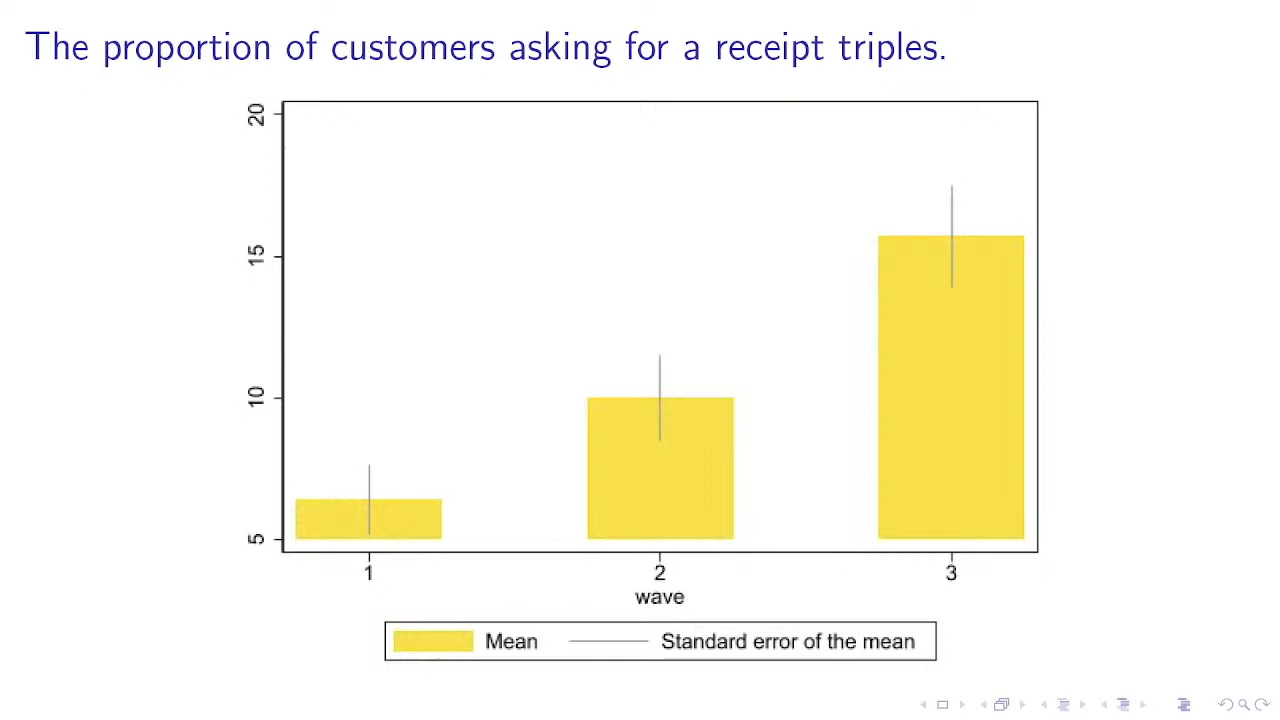 The proportion of customers asking for a receipt triples.
20
15
10
5
1 2 3
wave
Mean Standard error of the mean